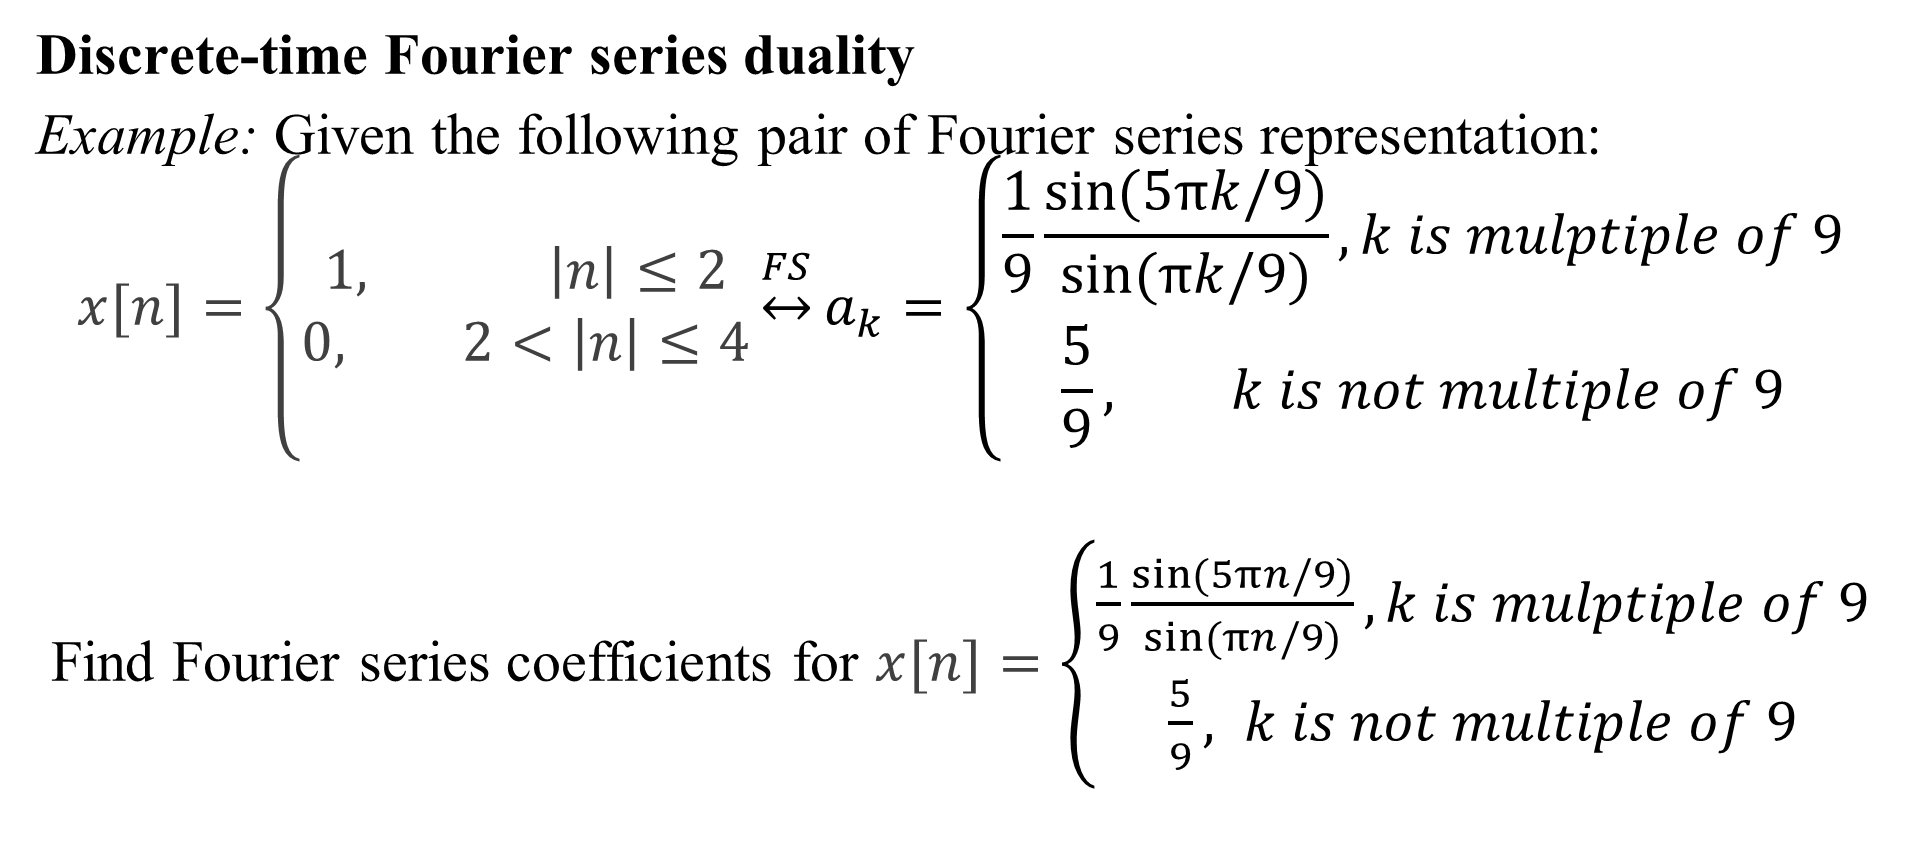 Discrete-time Fourier series duality
Example: Given the following pair of Fourier series representation:
x[n] = { 1, |n| ≤ 2; 0, 2 < |n| ≤ 4 FS ↔ aₖ = { 1/9 sin(5πk/9)/sin(πk/9), k is mulptiple of 9; 5/9, k is not multiple of 9
Find Fourier series coefficients for x[n] = { 1/9 sin(5πn/9)/sin(πn/9), k is mulptiple of 9; 5/9, k is not multiple of 9